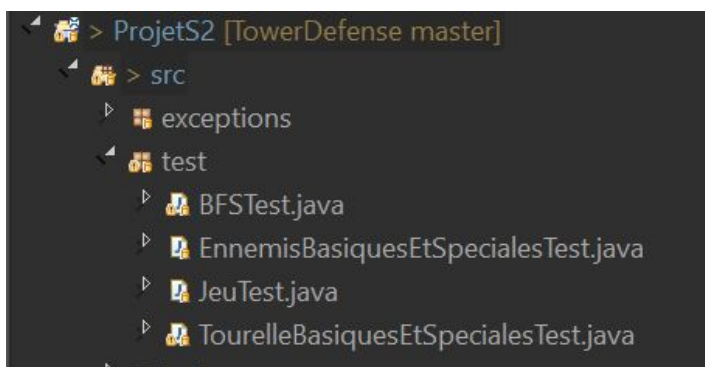 > ProjetS2 [TowerDefense master]
> src
exceptions
test
BFSTest.java
EnnemisBasiquesEtSpecialesTest.java
JeuTest.java
TourelleBasiquesEtSpecialesTest.java